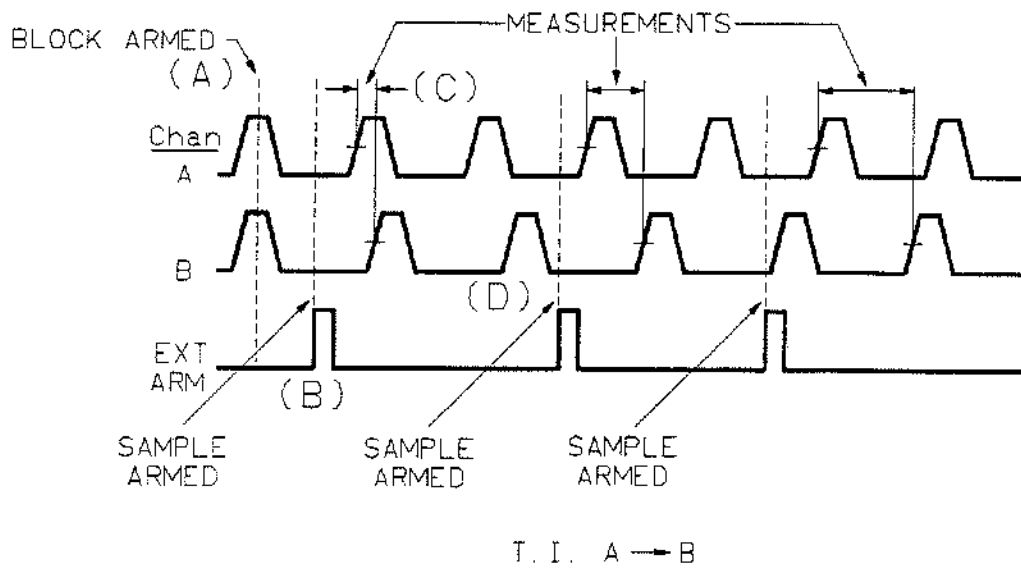 MEASUREMENTS
BLOCK ARMED
(A)
(C)
Chan
A
B
(D)
EXT
ARM
(B)
SAMPLE
ARMED
SAMPLE
ARMED
SAMPLE
ARMED
T. I. A → B